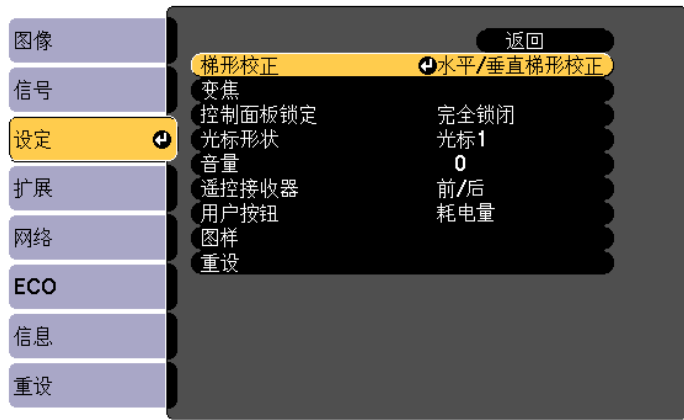 图像
信号
设定
扩展
网络
ECO
信息
重设
返回
梯形校正 水平/垂直梯形校正
变焦
控制面板锁定 完全锁闭
光标形状 光标1
音量 0
遥控接收器 前/后
用户按钮 耗电量
图样
重设